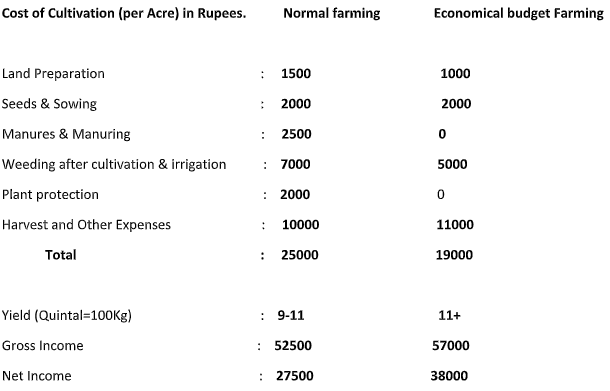 Cost of Cultivation (per Acre) in Rupees. Normal farming Economical budget Farming
Land Preparation : 1500 1000
Seeds & Sowing : 2000 2000
Manures & Manuring : 2500 0
Weeding after cultivation & irrigation : 7000 5000
Plant protection : 2000 0
Harvest and Other Expenses : 10000 11000
Total : 25000 19000
Yield (Quintal=100Kg) : 9-11 11+
Gross Income : 52500 57000
Net Income : 27500 38000